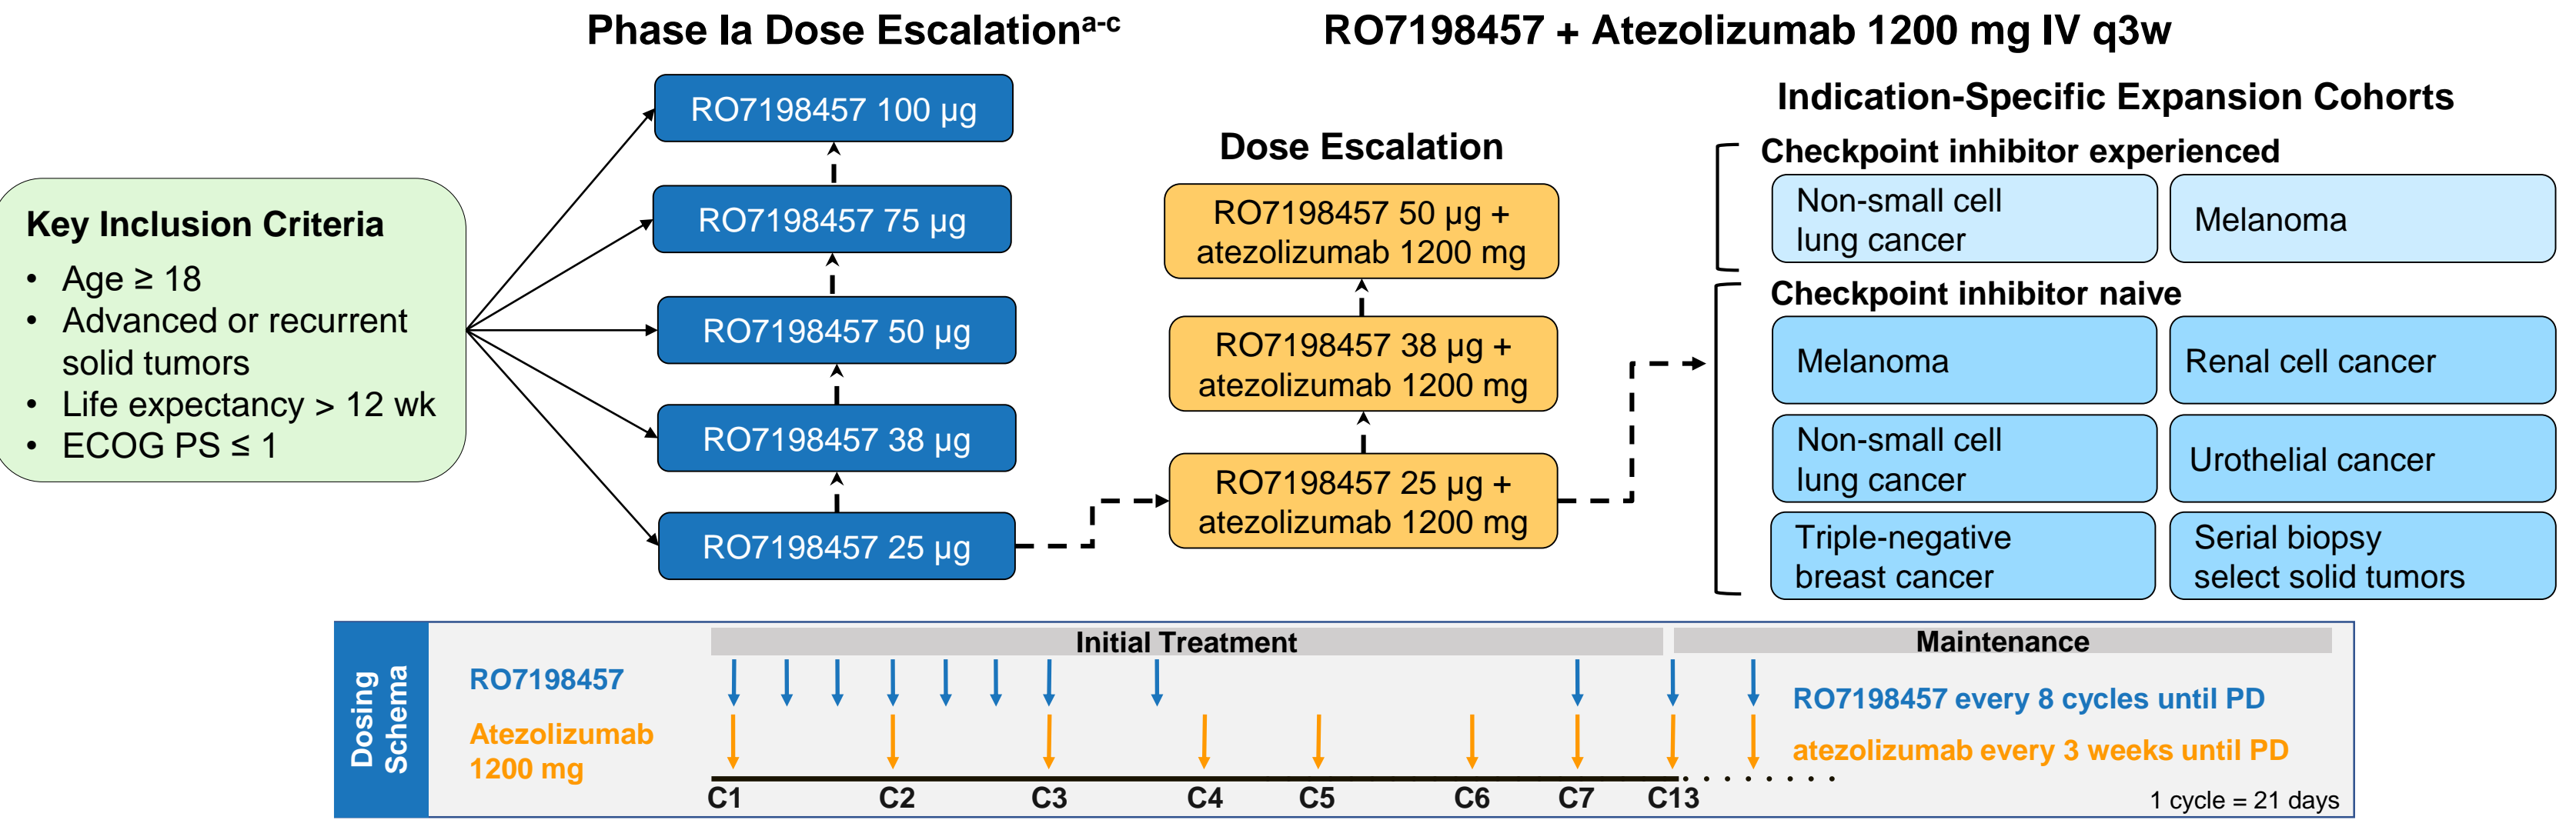 Phase Ia Dose Escalationa-c
RO7198457 + Atezolizumab 1200 mg IV q3w
Key Inclusion Criteria
• Age ≥ 18
• Advanced or recurrent
solid tumors
• Life expectancy > 12 wk
• ECOG PS ≤ 1
RO7198457 100 µg
RO7198457 75 µg
RO7198457 50 µg
RO7198457 38 µg
RO7198457 25 µg
Dose Escalation
RO7198457 50 µg +
atezolizumab 1200 mg
RO7198457 38 µg +
atezolizumab 1200 mg
RO7198457 25 µg +
atezolizumab 1200 mg
Indication-Specific Expansion Cohorts
Checkpoint inhibitor experienced
Non-small cell
lung cancer
Melanoma
Checkpoint inhibitor naive
Melanoma
Renal cell cancer
Non-small cell
lung cancer
Urothelial cancer
Triple-negative
breast cancer
Serial biopsy
select solid tumors
Dosing
Schema
Initial Treatment
Maintenance
RO7198457
RO7198457 every 8 cycles until PD
Atezolizumab
1200 mg
atezolizumab every 3 weeks until PD
C1 C2 C3 C4 C5 C6 C7 C13
1 cycle = 21 days